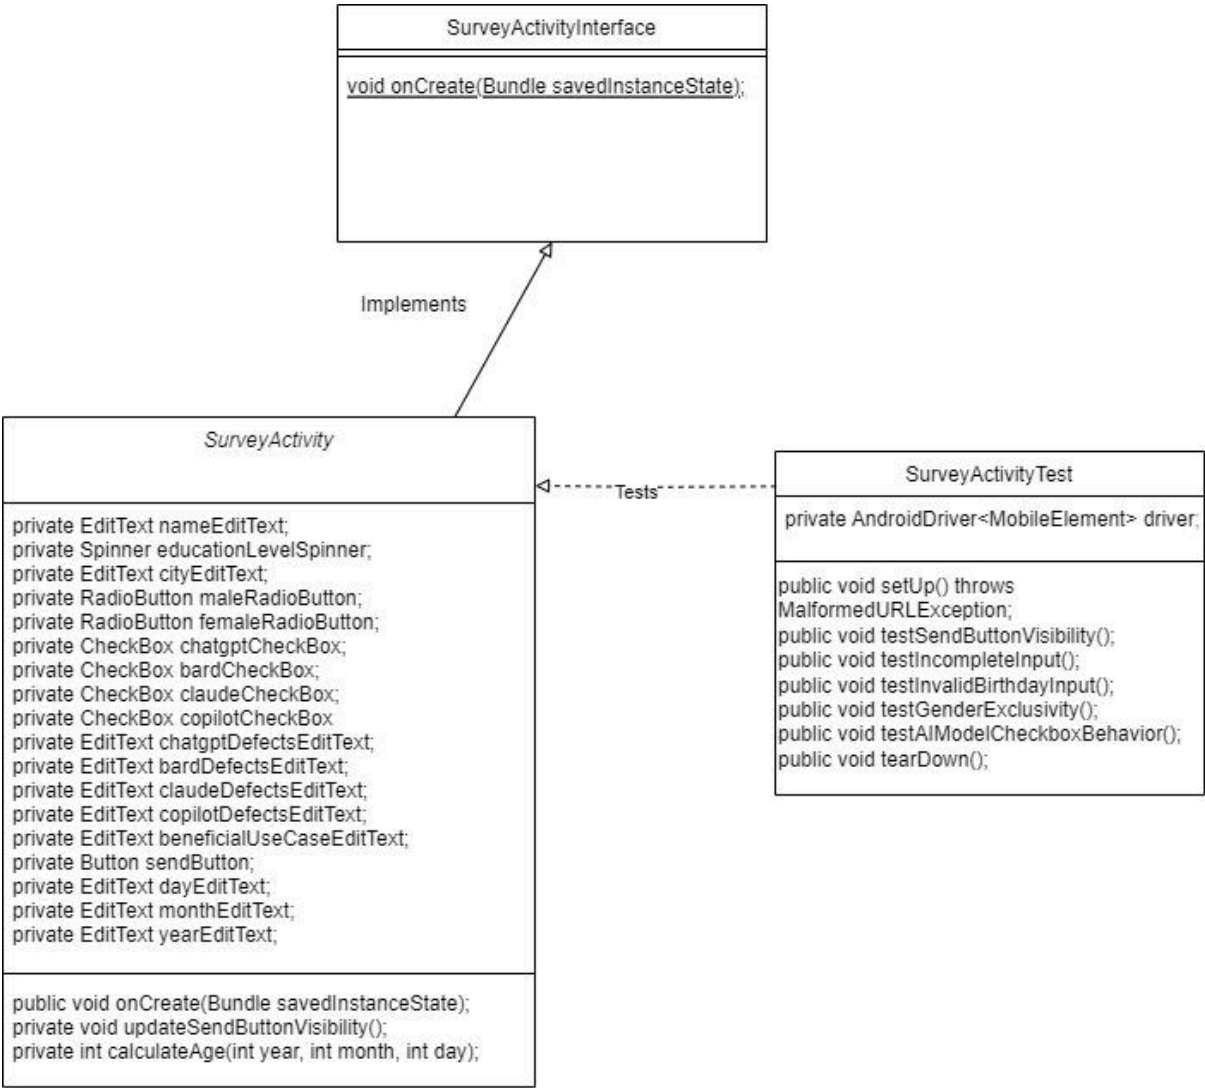 SurveyActivityInterface
void onCreate(Bundle savedInstanceState);
Implements
SurveyActivity
private EditText nameEditText;
private Spinner educationLevelSpinner;
private EditText cityEditText;
private RadioButton maleRadioButton;
private RadioButton femaleRadioButton;
private CheckBox chatgptCheckBox;
private CheckBox bardCheckBox;
private CheckBox claudeCheckBox;
private CheckBox copilotCheckBox
private EditText chatgptDefectsEditText;
private EditText bardDefectsEditText;
private EditText claudeDefectsEditText;
private EditText copilotDefectsEditText;
private EditText beneficialUseCaseEditText;
private Button sendButton;
private EditText dayEditText;
private EditText monthEditText;
private EditText yearEditText;
public void onCreate(Bundle savedInstanceState);
private void updateSendButtonVisibility();
private int calculateAge(int year, int month, int day);
Tests
SurveyActivityTest
private AndroidDriver<MobileElement> driver;
public void setUp() throws
MalformedURLException;
public void testSendButtonVisibility();
public void testIncompleteInput();
public void testInvalidBirthdayInput();
public void testGenderExclusivity();
public void testAIModelCheckboxBehavior();
public void tearDown();